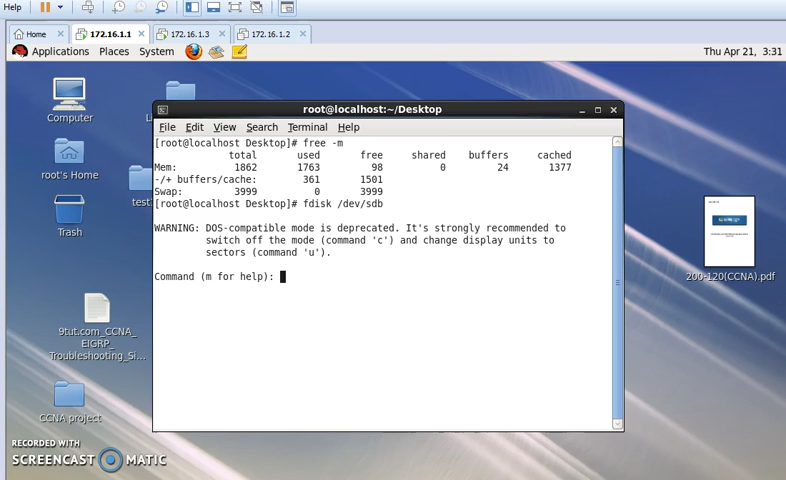 Help
Home
172.16.1.1
172.16.1.3
172.16.1.2
Applications Places System
Thu Apr 21, 3:31
Computer
root's Home
Trash
9tut.com_CCNA_
EIGRP_
Troubleshooting_Si...
CCNA project
200-120(CCNA).pdf
root@localhost:~/Desktop
File Edit View Search Terminal Help
[root@localhost Desktop]# free -m
total used free shared buffers cached
Mem: 1862 1763 98 0 24 1377
-/+ buffers/cache: 361 1501
Swap: 3999 0 3999
[root@localhost Desktop]# fdisk /dev/sdb
WARNING: DOS-compatible mode is deprecated. It's strongly recommended to
switch off the mode (command 'c') and change display units to
sectors (command 'u').
Command (m for help):
RECORDED WITH
SCREENCAST MATIC